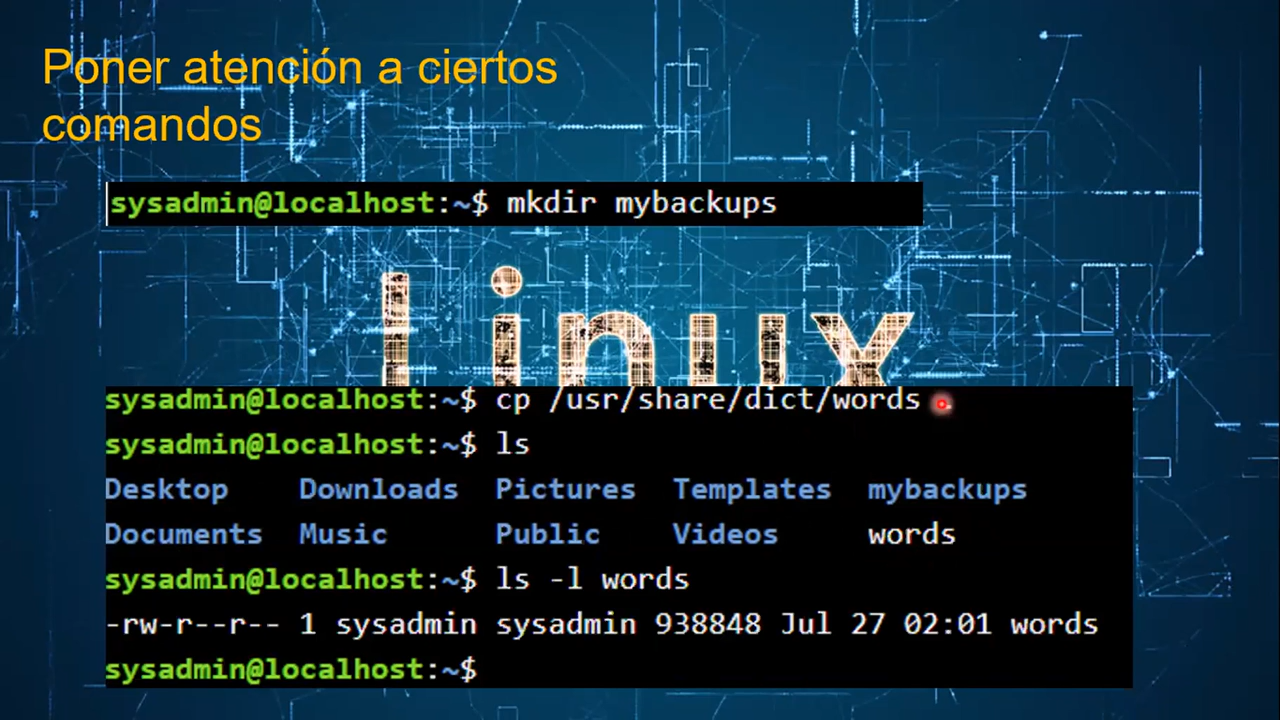 Poner atención a ciertos
comandos
sysadmin@localhost:~$ mkdir mybackups
Linux
sysadmin@localhost:~$ cp /usr/share/dict/words .
sysadmin@localhost:~$ ls
Desktop Downloads Pictures Templates mybackups
Documents Music Public Videos words
sysadmin@localhost:~$ ls -l words
-rw-r--r-- 1 sysadmin sysadmin 938848 Jul 27 02:01 words
sysadmin@localhost:~$